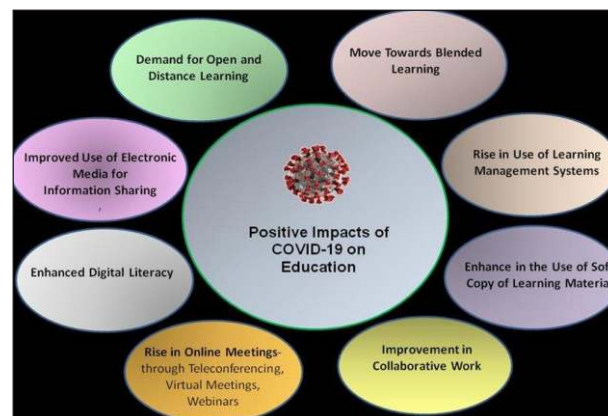 Demand for Open and
Distance Learning
Move Towards Blended
Learning
Improved Use of Electronic
Media for
Information Sharing
,
Rise in Use of Learning
Management Systems
Positive Impacts of
COVID-19 on
Education
Enhanced Digital Literacy
Enhance in the Use of Sof
Copy of Learning Material
Rise in Online Meetings-
through Teleconferencing,
Virtual Meetings,
Webinars
Improvement in
Collaborative Work